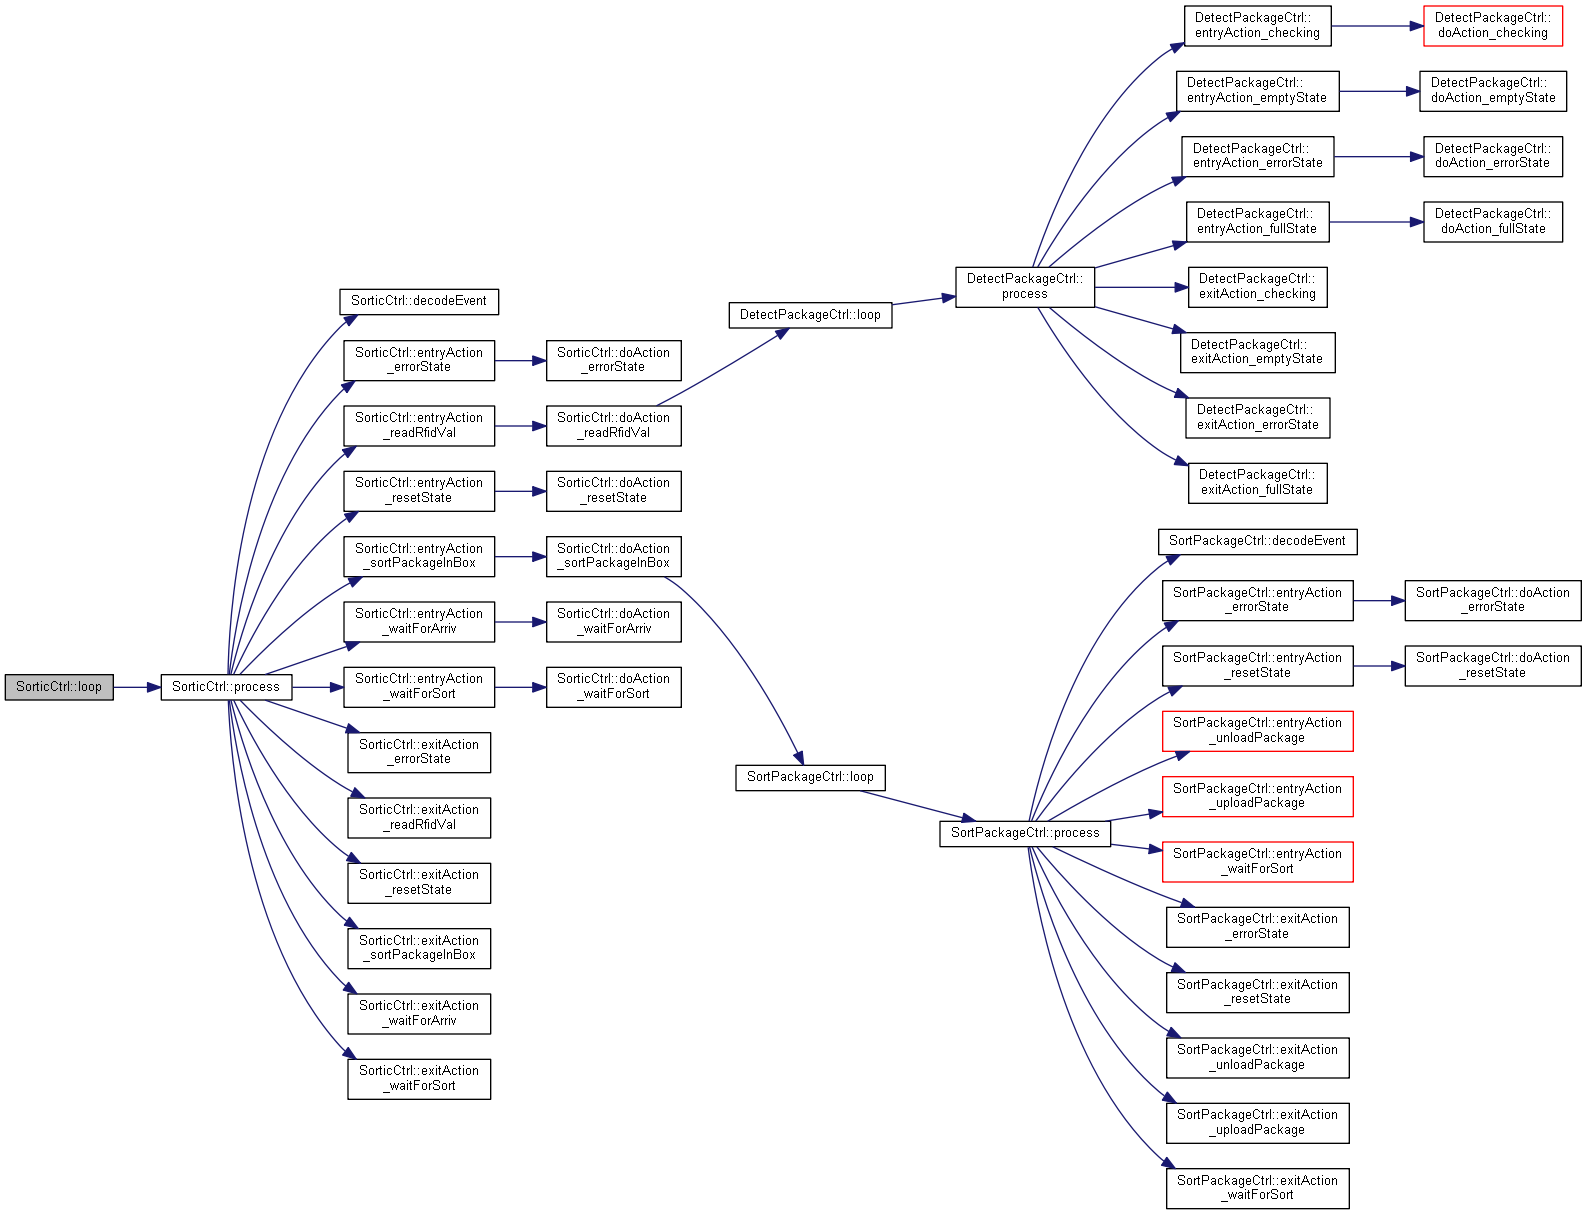 SorticCtrl::loop
SorticCtrl::process
SorticCtrl::decodeEvent
SorticCtrl::entryAction
_errorState
SorticCtrl::entryAction
_readRfidVal
SorticCtrl::entryAction
_resetState
SorticCtrl::entryAction
_sortPackageInBox
SorticCtrl::entryAction
_waitForArriv
SorticCtrl::entryAction
_waitForSort
SorticCtrl::exitAction
_errorState
SorticCtrl::exitAction
_readRfidVal
SorticCtrl::exitAction
_resetState
SorticCtrl::exitAction
_sortPackageInBox
SorticCtrl::exitAction
_waitForArriv
SorticCtrl::exitAction
_waitForSort
SorticCtrl::doAction
_errorState
SorticCtrl::doAction
_readRfidVal
SorticCtrl::doAction
_resetState
SorticCtrl::doAction
_sortPackageInBox
SorticCtrl::doAction
_waitForArriv
SorticCtrl::doAction
_waitForSort
DetectPackageCtrl::loop
DetectPackageCtrl::
process
DetectPackageCtrl::
entryAction_checking
DetectPackageCtrl::
entryAction_emptyState
DetectPackageCtrl::
entryAction_errorState
DetectPackageCtrl::
entryAction_fullState
DetectPackageCtrl::
exitAction_checking
DetectPackageCtrl::
exitAction_emptyState
DetectPackageCtrl::
exitAction_errorState
DetectPackageCtrl::
exitAction_fullState
DetectPackageCtrl::
doAction_checking
DetectPackageCtrl::
doAction_emptyState
DetectPackageCtrl::
doAction_errorState
DetectPackageCtrl::
doAction_fullState
SortPackageCtrl::loop
SortPackageCtrl::process
SortPackageCtrl::decodeEvent
SortPackageCtrl::entryAction
_errorState
SortPackageCtrl::entryAction
_resetState
SortPackageCtrl::entryAction
_unloadPackage
SortPackageCtrl::entryAction
_uploadPackage
SortPackageCtrl::entryAction
_waitForSort
SortPackageCtrl::exitAction
_errorState
SortPackageCtrl::exitAction
_resetState
SortPackageCtrl::exitAction
_unloadPackage
SortPackageCtrl::exitAction
_uploadPackage
SortPackageCtrl::exitAction
_waitForSort
SortPackageCtrl::doAction
_errorState
SortPackageCtrl::doAction
_resetState